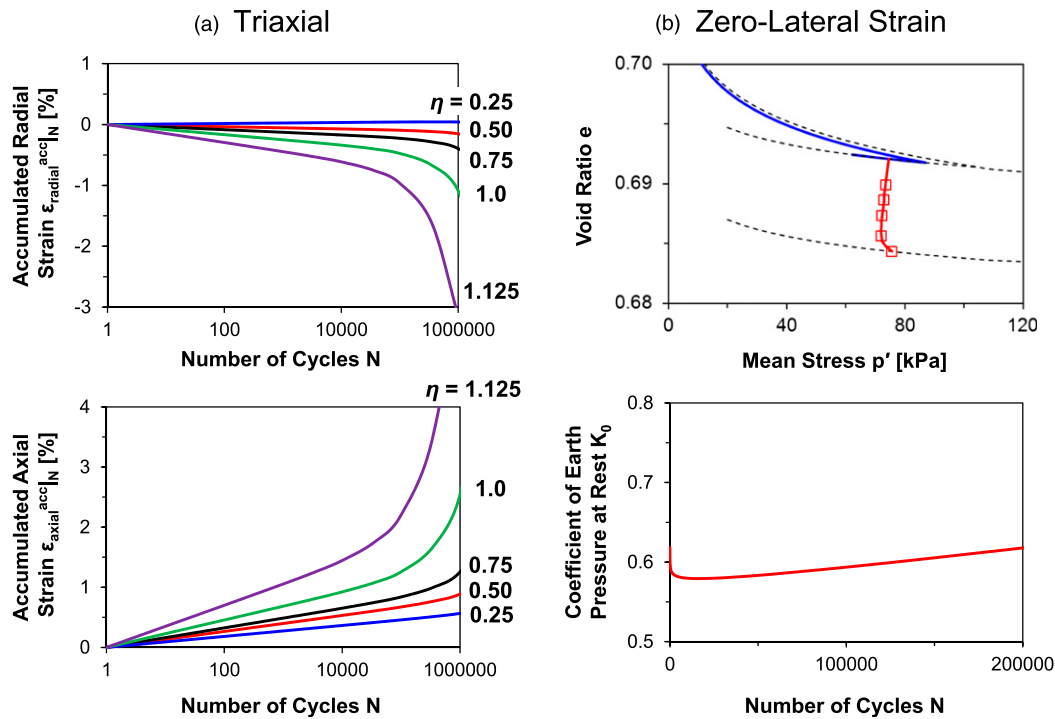 (a) Triaxial
1
0
-1
-2
-3
Accumulated Radial
Strain εradial^acc|N [%]
η = 0.25
0.50
0.75
1.0
1.125
1 100 10000 1000000
Number of Cycles N
(b) Zero-Lateral Strain
0.70
0.69
0.68
Void Ratio e
0 40 80 120
Mean Stress p′ [kPa]
η = 1.125
4
3
2
1
0
Accumulated Axial
Strain εaxial^acc|N [%]
1.0
0.75
0.50
0.25
1 100 10000 1000000
Number of Cycles N
0.8
0.7
0.6
0.5
Coefficient of Earth
Pressure at Rest K0
0 100000 200000
Number of Cycles N